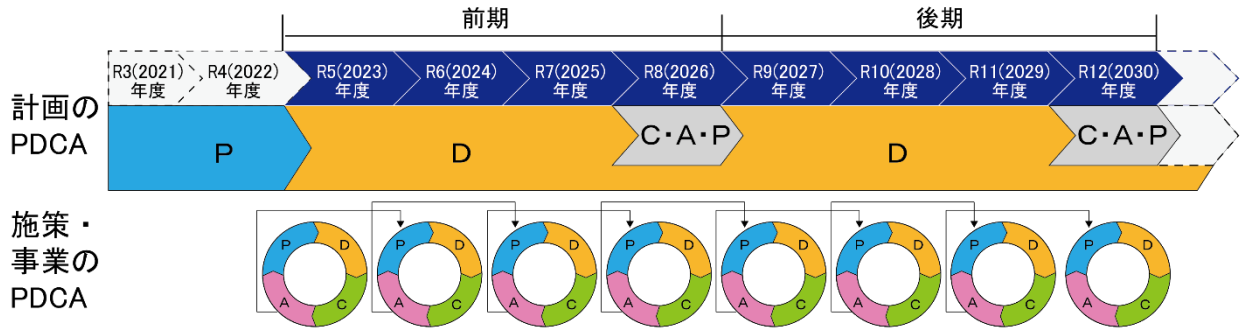 前期
後期
R3(2021)
年度
R4(2022)
年度
R5(2023)
年度
R6(2024)
年度
R7(2025)
年度
R8(2026)
年度
R9(2027)
年度
R10(2028)
年度
R11(2029)
年度
R12(2030)
年度
計画の
PDCA
P
D
C・A・P
D
C・A・P
施策・
事業の
PDCA
P
D
A
C
P
D
A
C
P
D
A
C
P
D
A
C
P
D
A
C
P
D
A
C
P
D
A
C
P
D
A
C